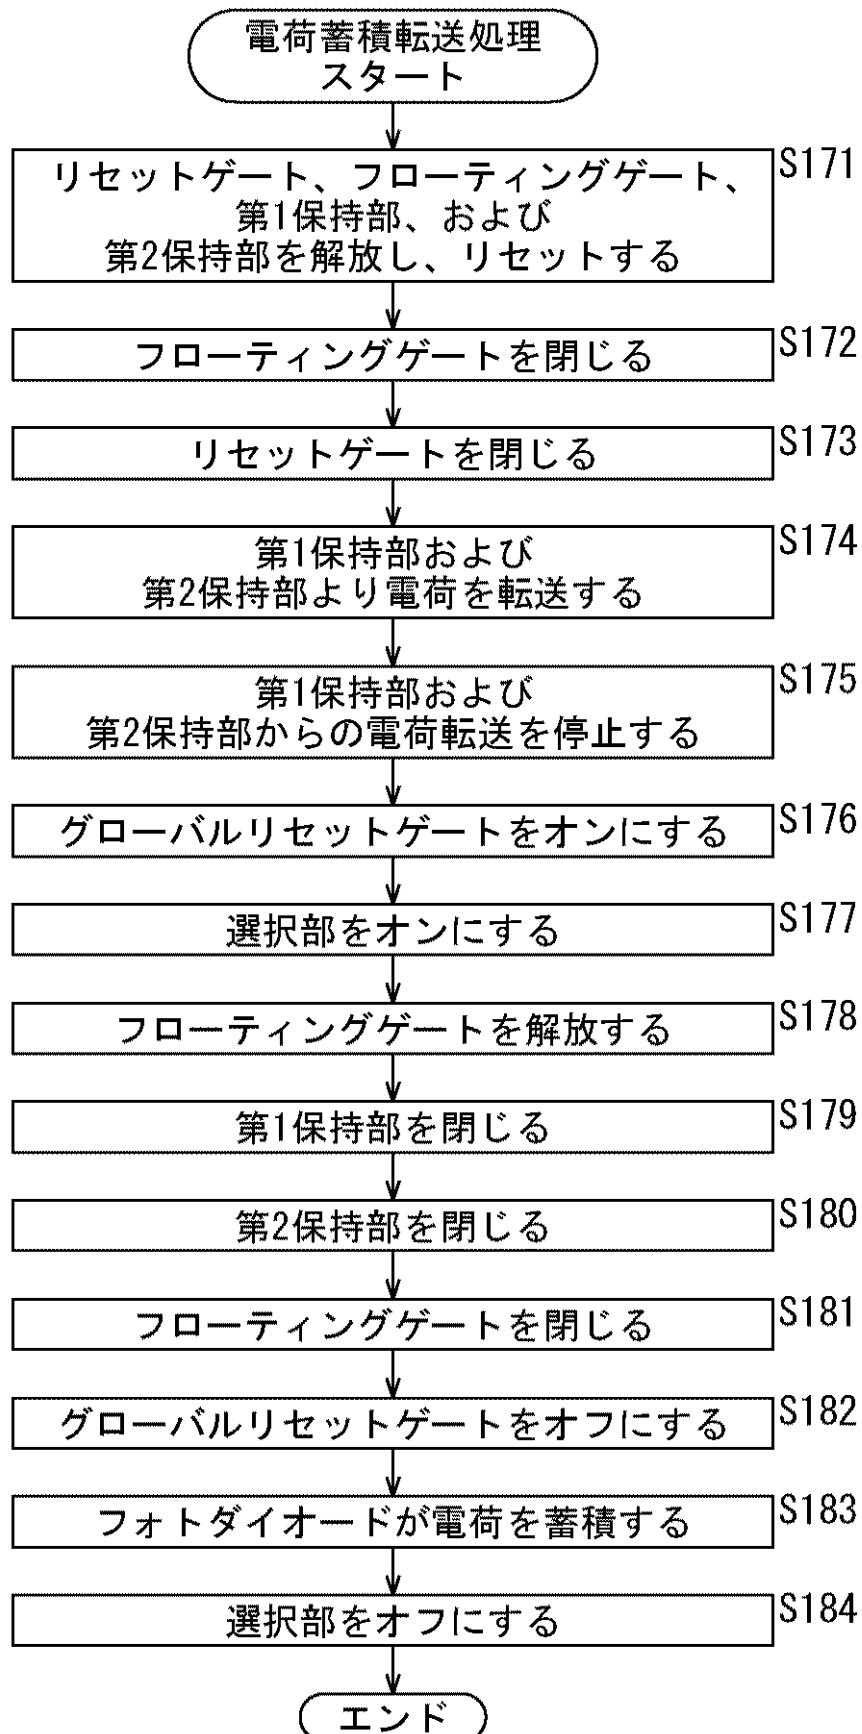 電荷蓄積転送処理
スタート
リセットゲート、フローティングゲート、
第1保持部、および
第2保持部を解放し、リセットする
S171
フローティングゲートを閉じる
S172
リセットゲートを閉じる
S173
第1保持部および
第2保持部より電荷を転送する
S174
第1保持部および
第2保持部からの電荷転送を停止する
S175
グローバルリセットゲートをオンにする
S176
選択部をオンにする
S177
フローティングゲートを解放する
S178
第1保持部を閉じる
S179
第2保持部を閉じる
S180
フローティングゲートを閉じる
S181
グローバルリセットゲートをオフにする
S182
フォトダイオードが電荷を蓄積する
S183
選択部をオフにする
S184
エンド